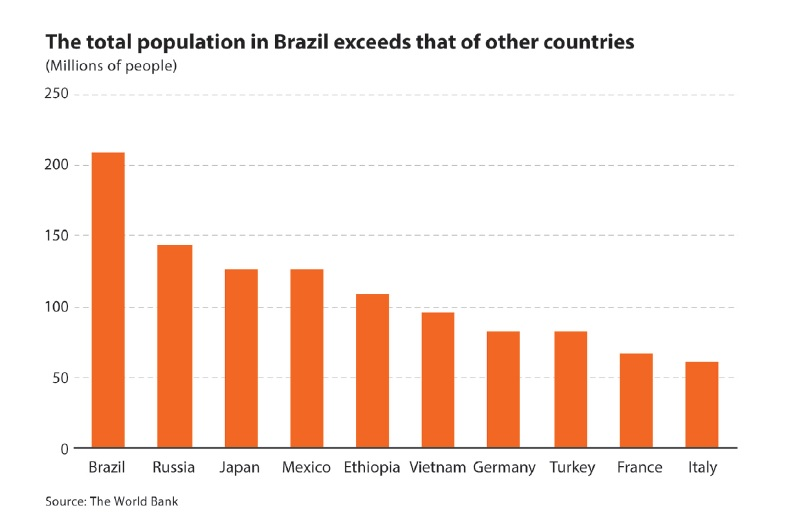 The total population in Brazil exceeds that of other countries
(Millions of people)
250
200
150
100
50
0
Brazil Russia Japan Mexico Ethiopia Vietnam Germany Turkey France Italy
Source: The World Bank